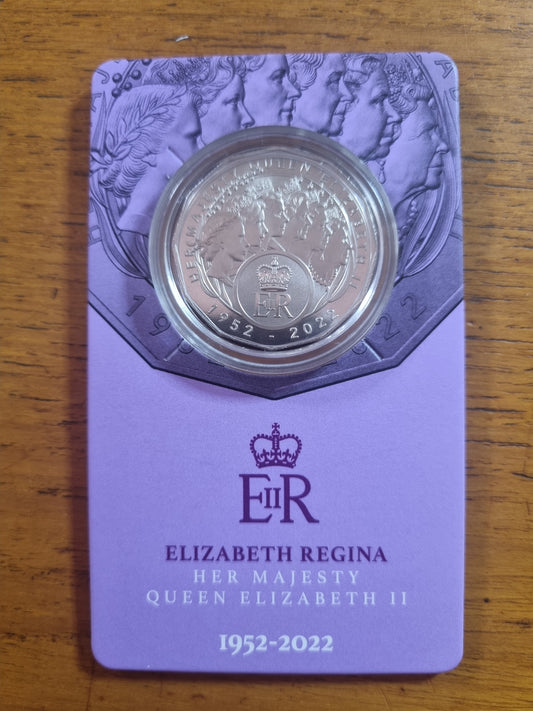 HER MAJESTY QUEEN ELIZABETH II
EIIR
1952 - 2022
EIIR
ELIZABETH REGINA
HER MAJESTY
QUEEN ELIZABETH II
1952-2022